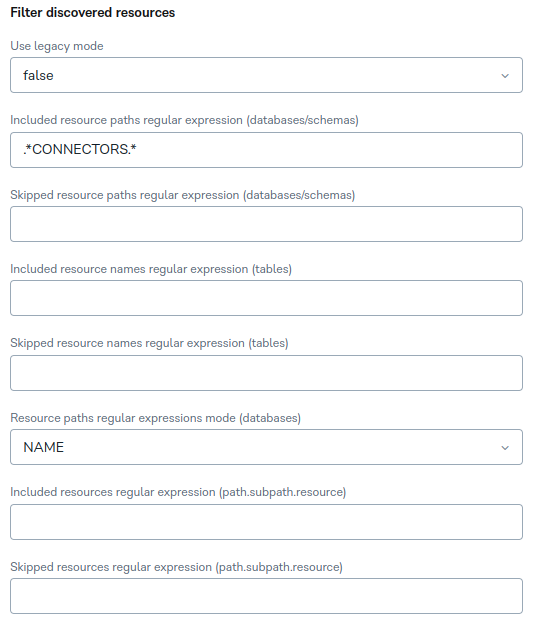 Filter discovered resources
Use legacy mode
false
Included resource paths regular expression (databases/schemas)
.*CONNECTORS.*
Skipped resource paths regular expression (databases/schemas)
Included resource names regular expression (tables)
Skipped resource names regular expression (tables)
Resource paths regular expressions mode (databases)
NAME
Included resources regular expression (path.subpath.resource)
Skipped resources regular expression (path.subpath.resource)